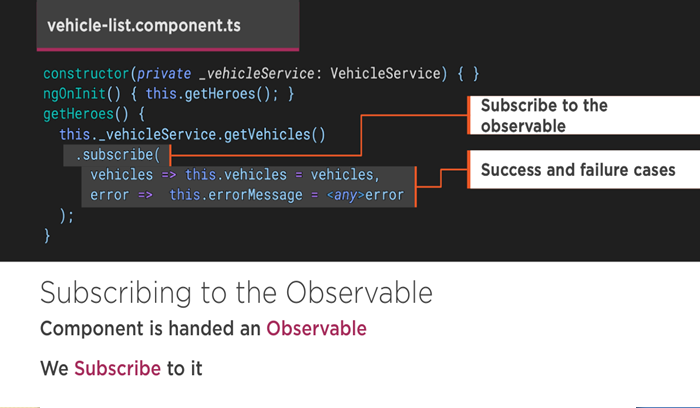 vehicle-list.component.ts
constructor(private _vehicleService: VehicleService) { }
ngOnInit() { this.getHeroes(); }
getHeroes() {
this._vehicleService.getVehicles()
.subscribe(
vehicles => this.vehicles = vehicles,
error => this.errorMessage = <any>error
);
}
Subscribe to the
observable
Success and failure cases
Subscribing to the Observable
Component is handed an Observable
We Subscribe to it